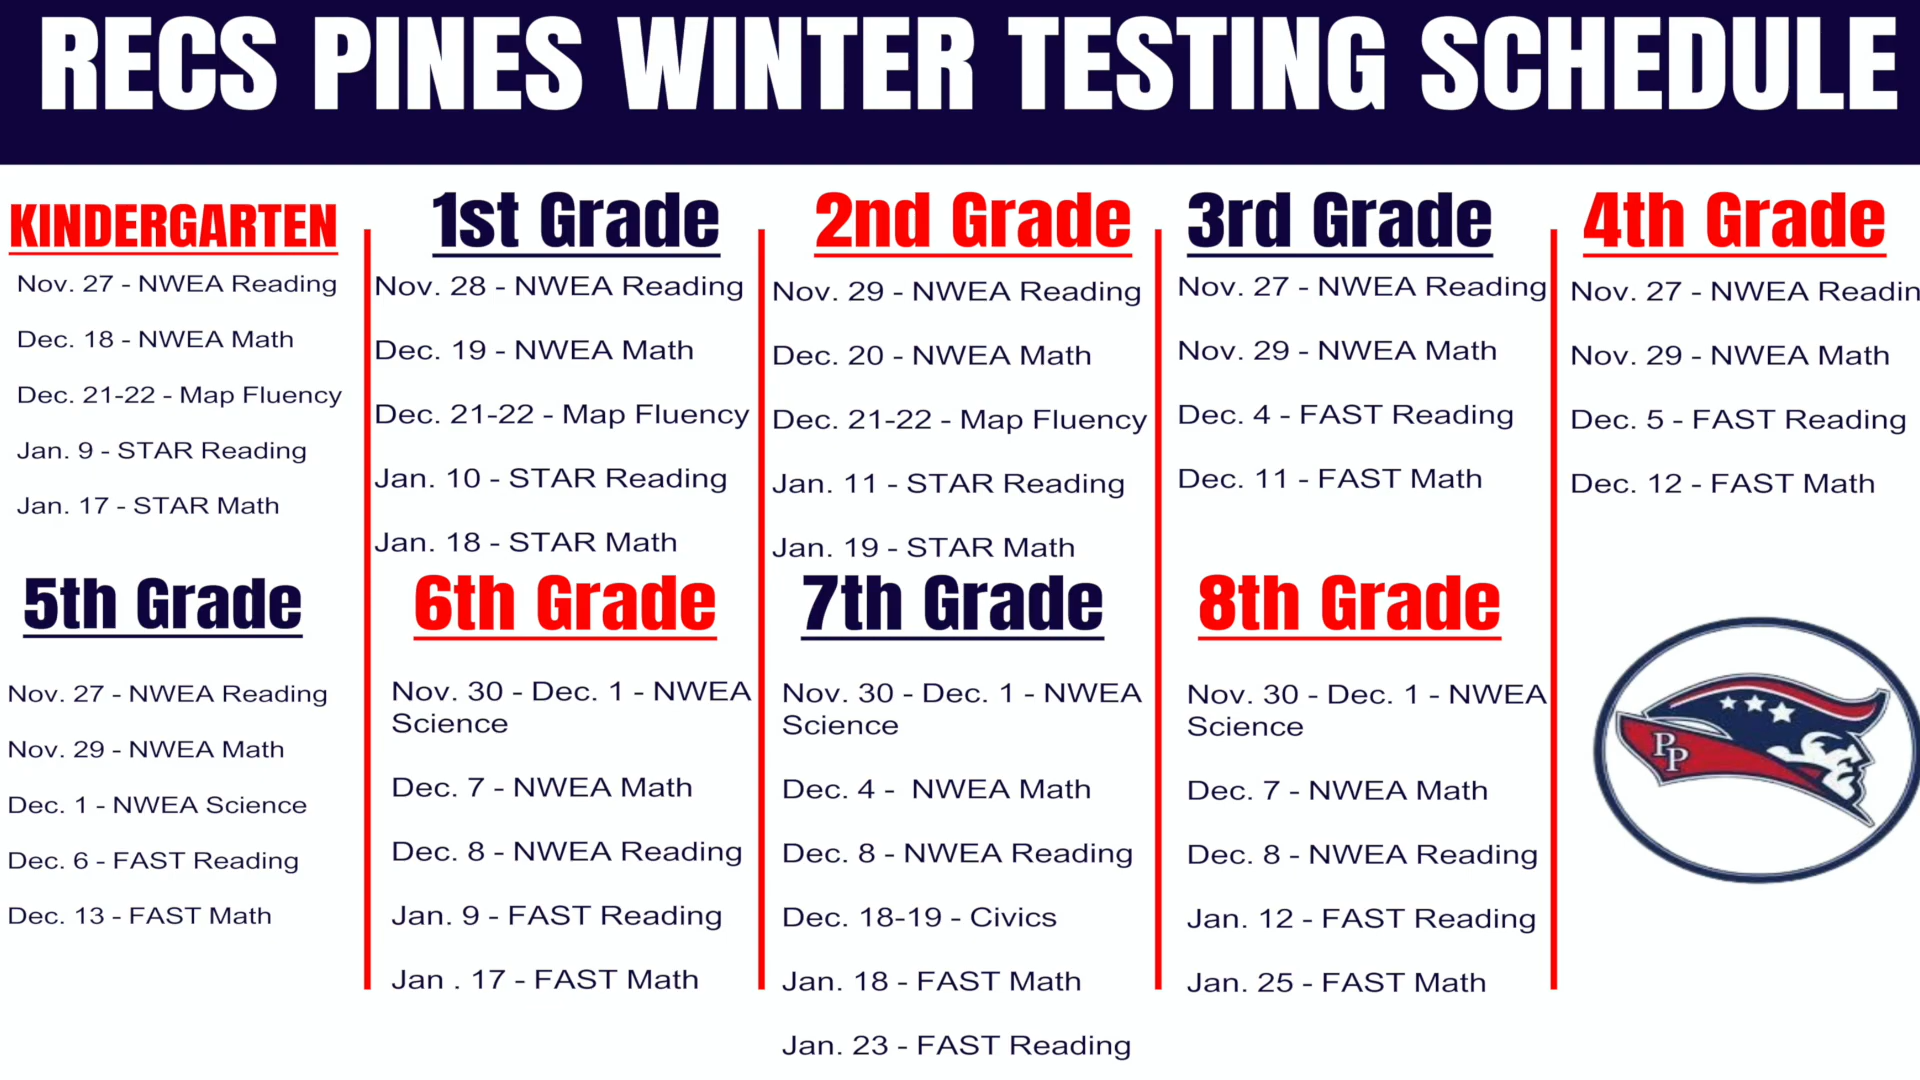 RECS PINES WINTER TESTING SCHEDULE
KINDERGARTEN
Nov. 27 - NWEA Reading
Dec. 18 - NWEA Math
Dec. 21-22 - Map Fluency
Jan. 9 - STAR Reading
Jan. 17 - STAR Math
1st Grade
Nov. 28 - NWEA Reading
Dec. 19 - NWEA Math
Dec. 21-22 - Map Fluency
Jan. 10 - STAR Reading
Jan. 18 - STAR Math
2nd Grade
Nov. 29 - NWEA Reading
Dec. 20 - NWEA Math
Dec. 21-22 - Map Fluency
Jan. 11 - STAR Reading
Jan. 19 - STAR Math
3rd Grade
Nov. 27 - NWEA Reading
Nov. 29 - NWEA Math
Dec. 4 - FAST Reading
Dec. 11 - FAST Math
4th Grade
Nov. 27 - NWEA Readin
Nov. 29 - NWEA Math
Dec. 5 - FAST Reading
Dec. 12 - FAST Math
5th Grade
Nov. 27 - NWEA Reading
Nov. 29 - NWEA Math
Dec. 1 - NWEA Science
Dec. 6 - FAST Reading
Dec. 13 - FAST Math
6th Grade
Nov. 30 - Dec. 1 - NWEA
Science
Dec. 7 - NWEA Math
Dec. 8 - NWEA Reading
Jan. 9 - FAST Reading
Jan . 17 - FAST Math
7th Grade
Nov. 30 - Dec. 1 - NWEA
Science
Dec. 4 -  NWEA Math
Dec. 8 - NWEA Reading
Dec. 18-19 - Civics
Jan. 18 - FAST Math
Jan. 23 - FAST Reading
8th Grade
Nov. 30 - Dec. 1 - NWEA
Science
Dec. 7 - NWEA Math
Dec. 8 - NWEA Reading
Jan. 12 - FAST Reading
Jan. 25 - FAST Math
PP